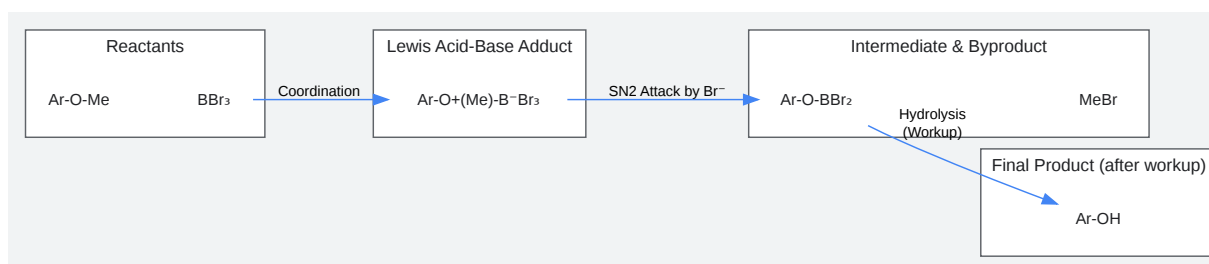 Reactants
Ar-O-Me
BBr₃
Coordination
Lewis Acid-Base Adduct
Ar-O+(Me)-B⁻Br₃
SN2 Attack by Br⁻
Intermediate & Byproduct
Ar-O-BBr₂
MeBr
Hydrolysis
(Workup)
Final Product (after workup)
Ar-OH